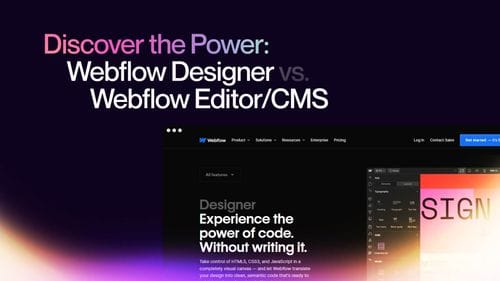 Discover the Power:
Webflow Designer vs.
Webflow Editor/CMS
Webflow Product Solutions Resources Enterprise Pricing Log In Contact Sales Get started — it's
All features
Designer
Experience the
power of code.
Without writing it.
Take control of HTML5, CSS3, and JavaScript in a
completely visual canvas — and let Webflow translate
your design into clean, semantic code that's ready to
SIGN
Typography